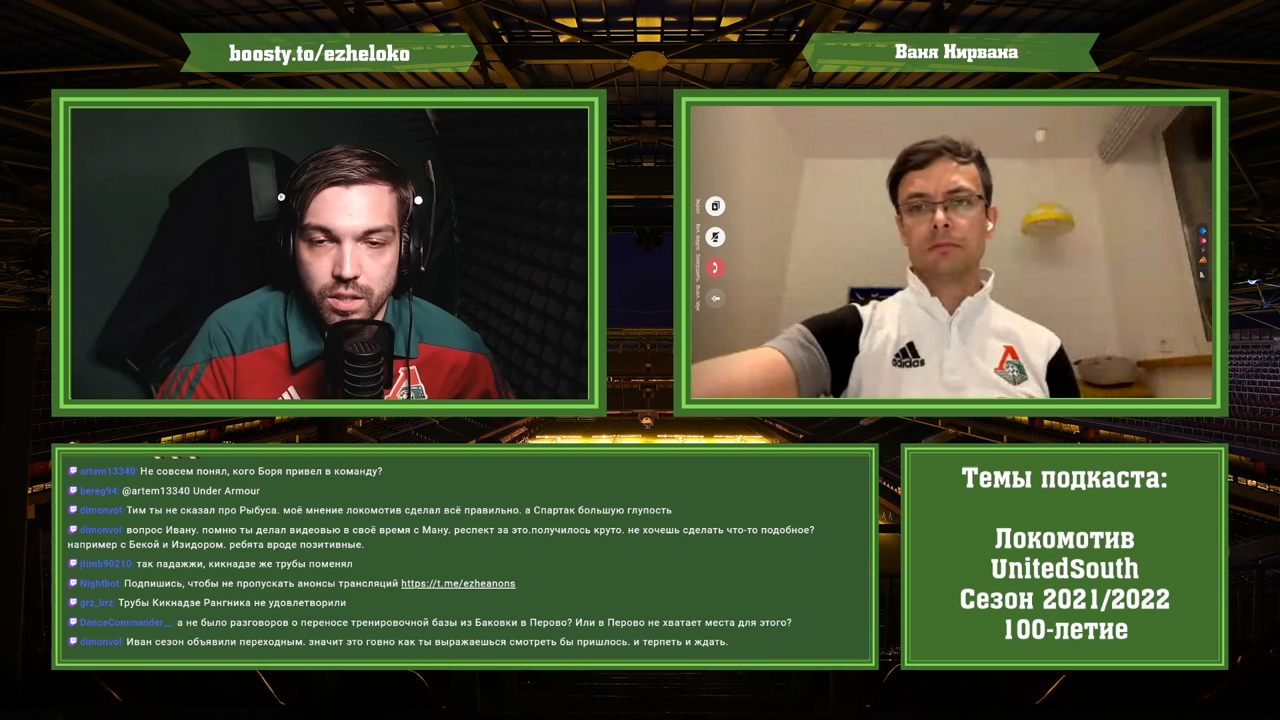 boosty.to/ezheloko
Ваня Нирвана
adidas
artem13340: Не совсем понял, кого Боря привел в команду?
bereg94: @artem13340 Under Armour
dimonvol: Тим ты не сказал про Рыбуса. моё мнение локомотив сделал всё правильно. а Спартак большую глупость
dimonvol: вопрос Ивану. помню ты делал видеовью в своё время с Ману. респект за это.получилось круто. не хочешь сделать что-то подобное?
например с Бекой и Изидором. ребята вроде позитивные.
jtimb90210: так падажжи, кикнадзе же трубы поменял
Nightbot: Подпишись, чтобы не пропускать анонсы трансляций https://t.me/ezheanons
grz_brz: Трубы Кикнадзе Рангника не удовлетворили
DanceCommander__: а не было разговоров о переносе тренировочной базы из Баковки в Перово? Или в Перово не хватает места для этого?
dimonvol: Иван сезон объявили переходным. значит это говно как ты выражаешься смотреть бы пришлось. и терпеть и ждать.
Темы подкаста:
Локомотив
UnitedSouth
Сезон 2021/2022
100-летие